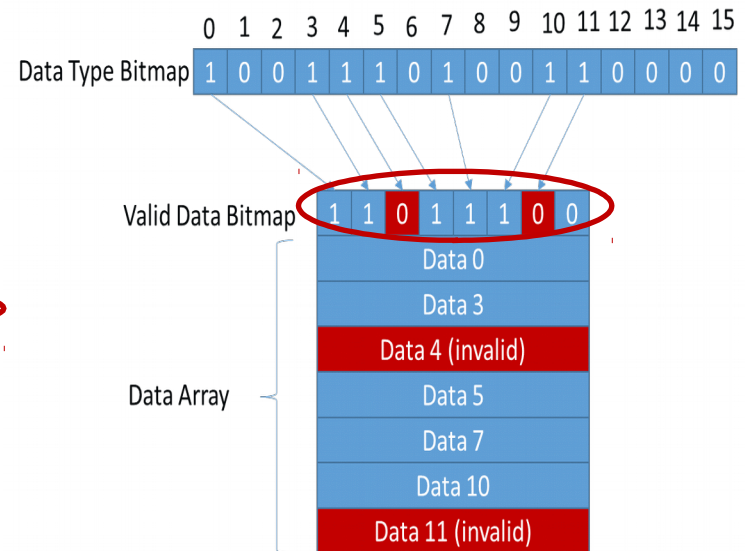 0 1 2 3 4 5 6 7 8 9 10 11 12 13 14 15
Data Type Bitmap 1 0 0 1 1 1 0 1 0 0 1 1 0 0 0 0
Valid Data Bitmap 1 1 0 1 1 1 0 0
Data 0
Data 3
Data 4 (invalid)
Data Array
Data 5
Data 7
Data 10
Data 11 (invalid)